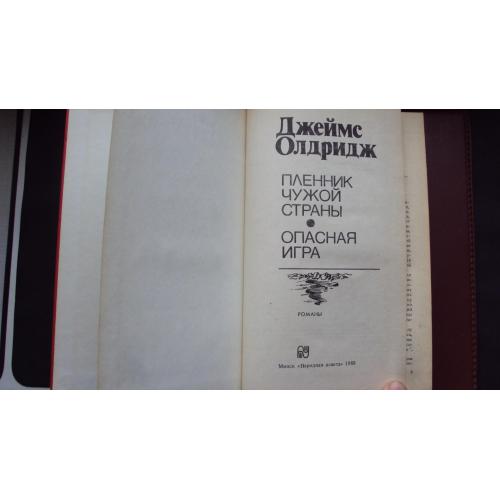 Джеймс
Олдридж
ПЛЕННИК
ЧУЖОЙ
СТРАНЫ
ОПАСНАЯ
ИГРА
РОМАНЫ
Минск «Народная асвета» 1988